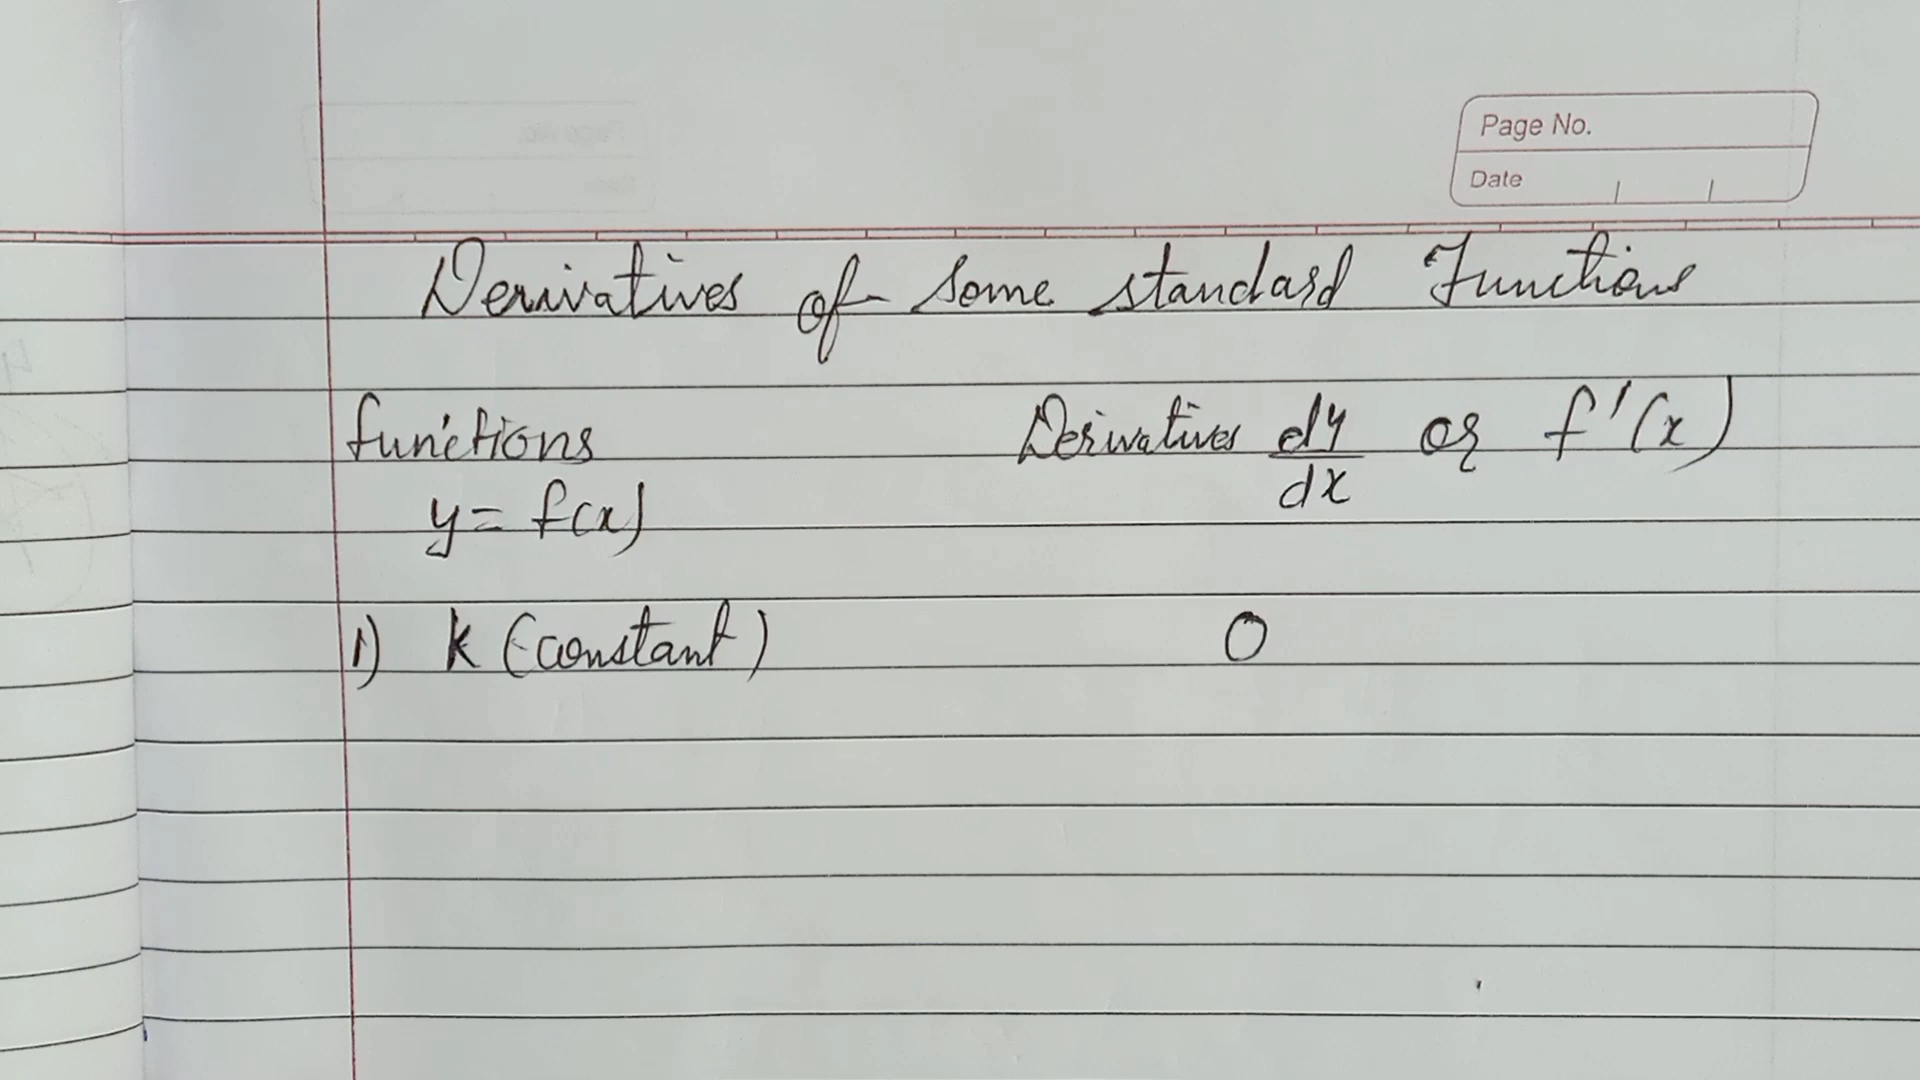 Page No.
Date
Derivatives of some standard Functions
functions Derivatives dy/dx or f'(x)
y = f(x)
1) k (constant) 0